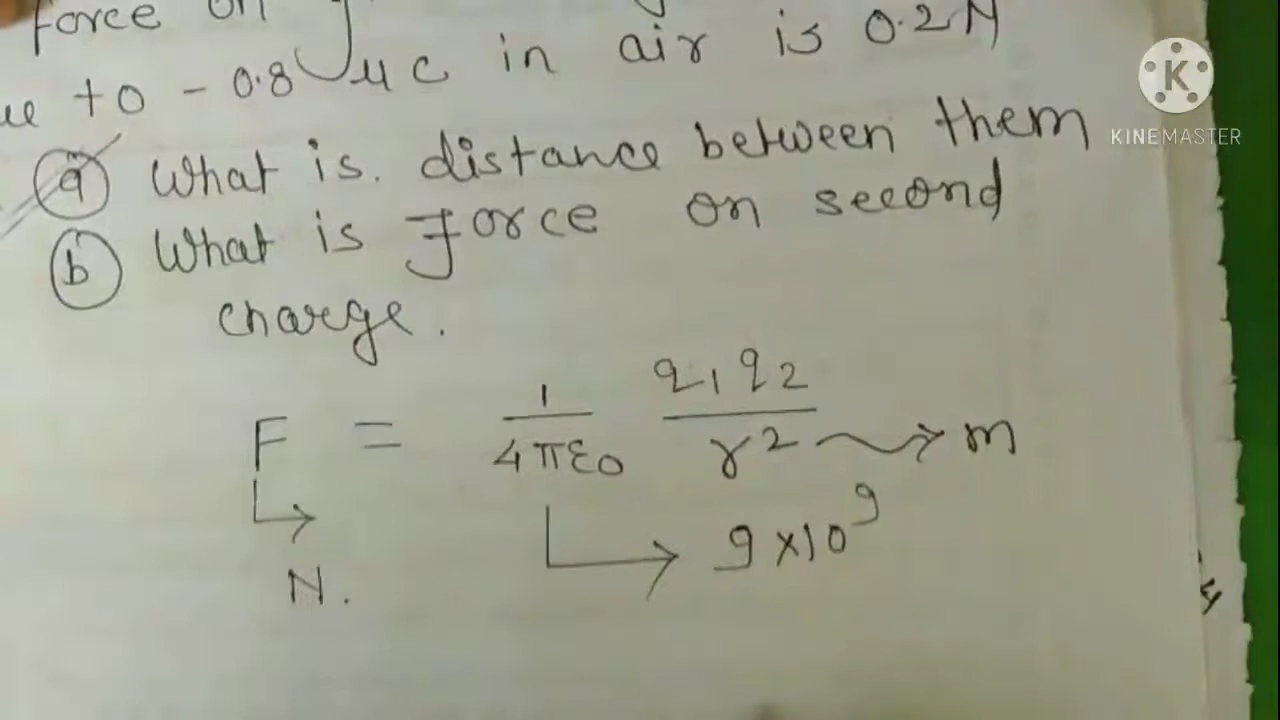 force on
ue to - 0.8 μc in air is 0.2N
(a) What is. distance between them
(b) What is Force on second
charge.
F = 1/4πε0 q1q2/r2 → m
→ 9×10^9
N.
K
KINEMASTER